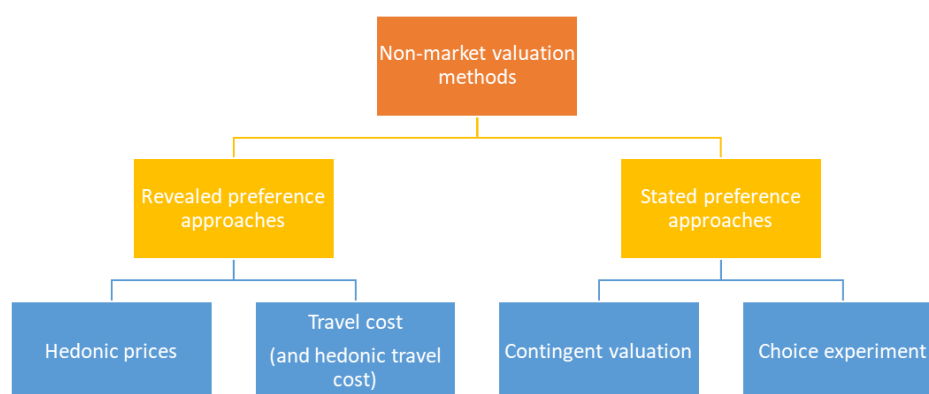 Non-market valuation
methods
Revealed preference
approaches
Stated preference
approaches
Hedonic prices
Travel cost
(and hedonic travel
cost)
Contingent valuation
Choice experiment